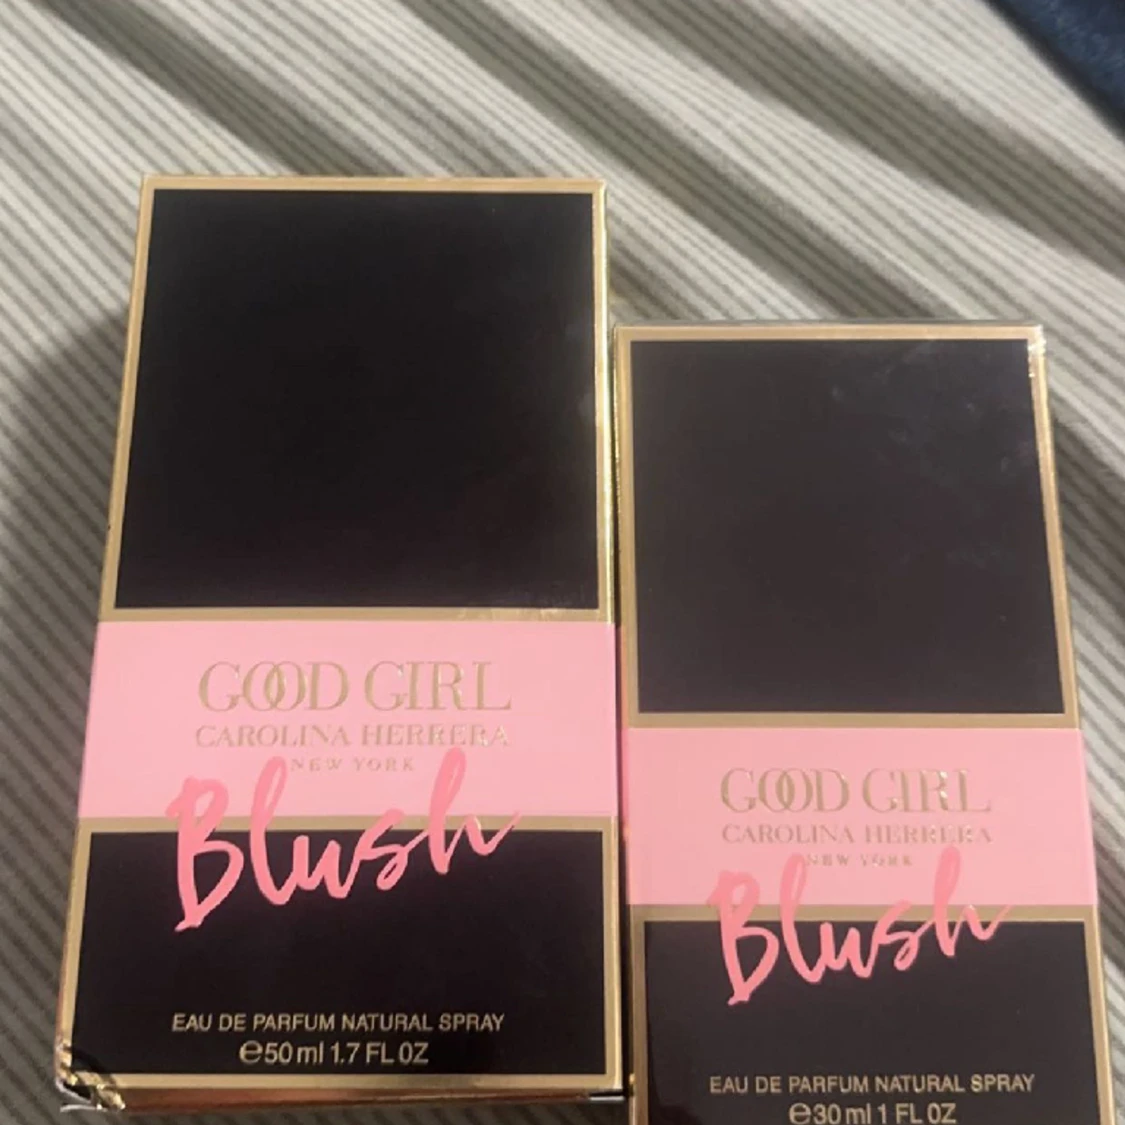 GOOD GIRL
CAROLINA HERRERA
NEW YORK
Blush
EAU DE PARFUM NATURAL SPRAY
℮50 ml 1.7 FL OZ
GOOD GIRL
CAROLINA HERRERA
NEW YORK
Blush
EAU DE PARFUM NATURAL SPRAY
℮30 ml 1 FL OZ